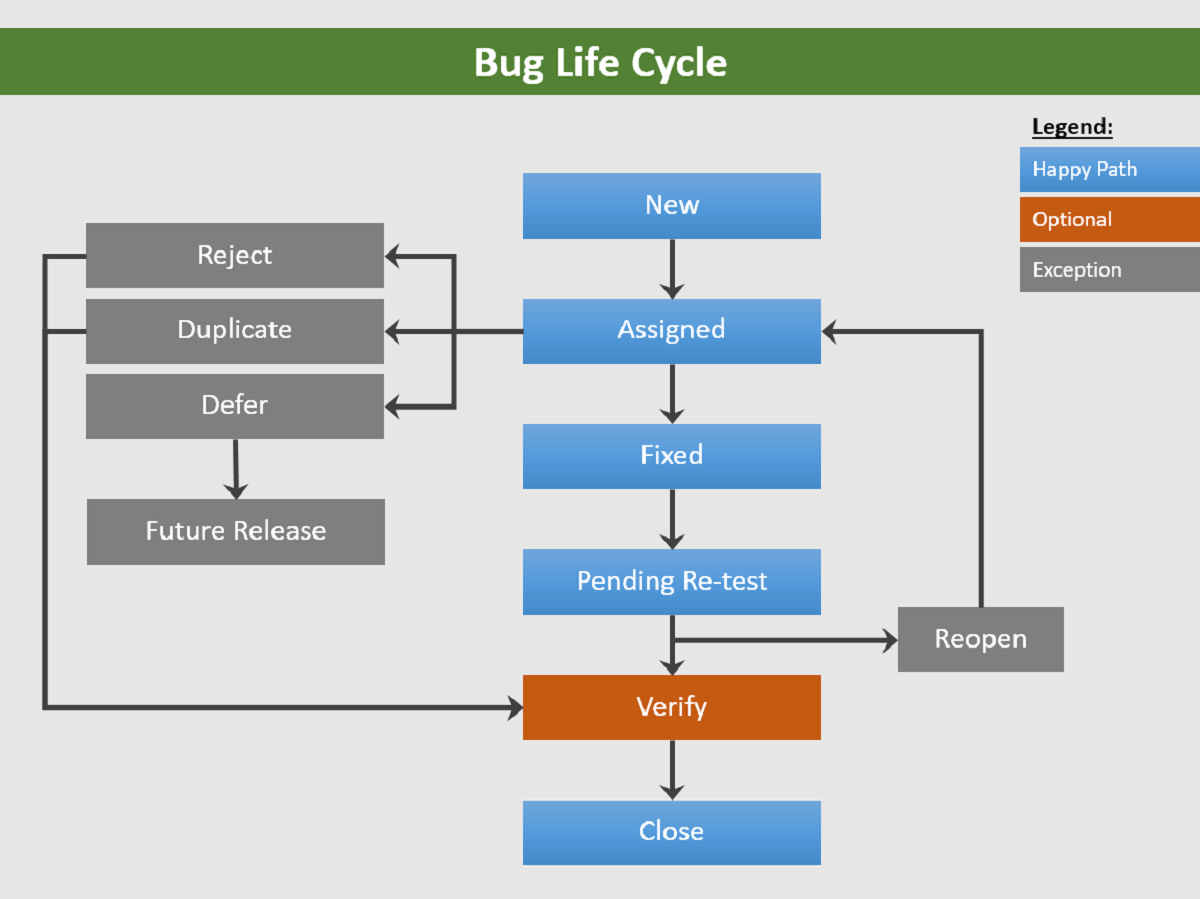 Bug Life Cycle
Legend:
Happy Path
Optional
Exception
New
Reject
Duplicate
Assigned
Defer
Fixed
Future Release
Pending Re-test
Reopen
Verify
Close